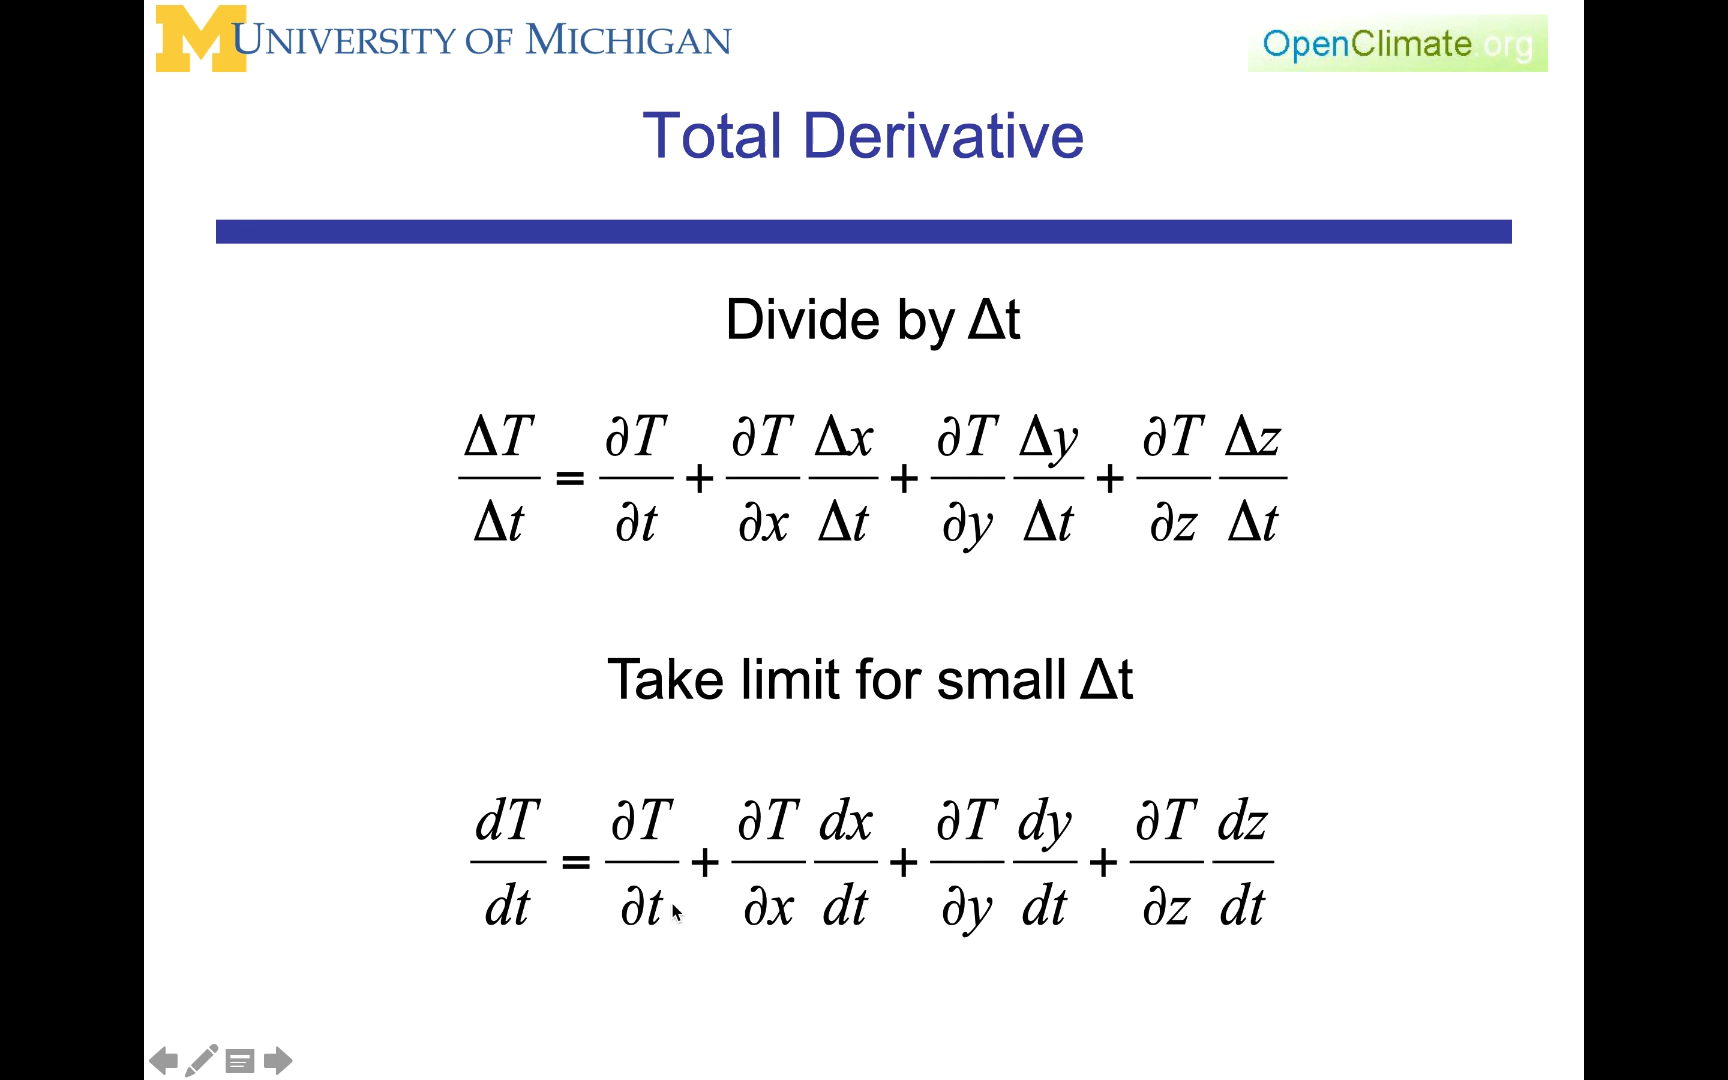 M UNIVERSITY OF MICHIGAN
OpenClimate.org
Total Derivative
Divide by Δt
ΔT/Δt = ∂T/∂t + ∂T/∂x Δx/Δt + ∂T/∂y Δy/Δt + ∂T/∂z Δz/Δt
Take limit for small Δt
dT/dt = ∂T/∂t + ∂T/∂x dx/dt + ∂T/∂y dy/dt + ∂T/∂z dz/dt